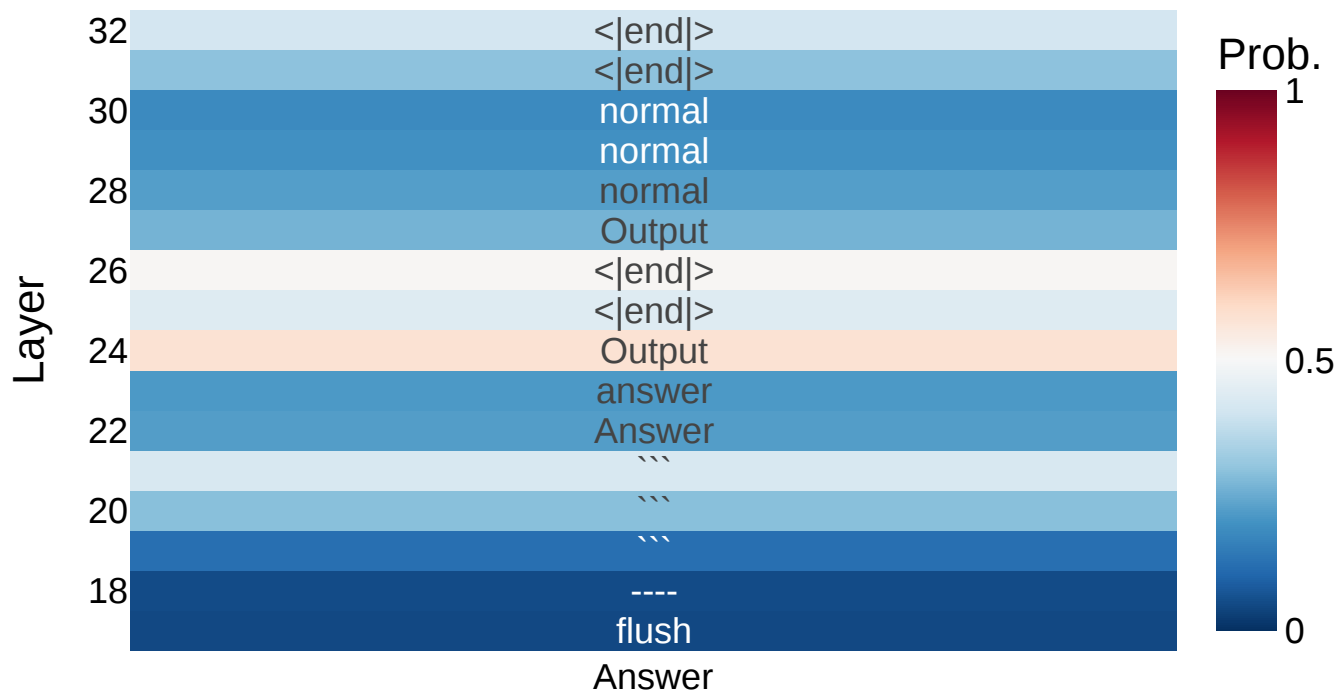 32
<|end|>
<|end|>
30
normal
normal
28
normal
Output
26
<|end|>
<|end|>
24
Output
answer
22
Answer
```
20
```
```
18
----
flush
Answer
Layer
Prob.
1
0.5
0